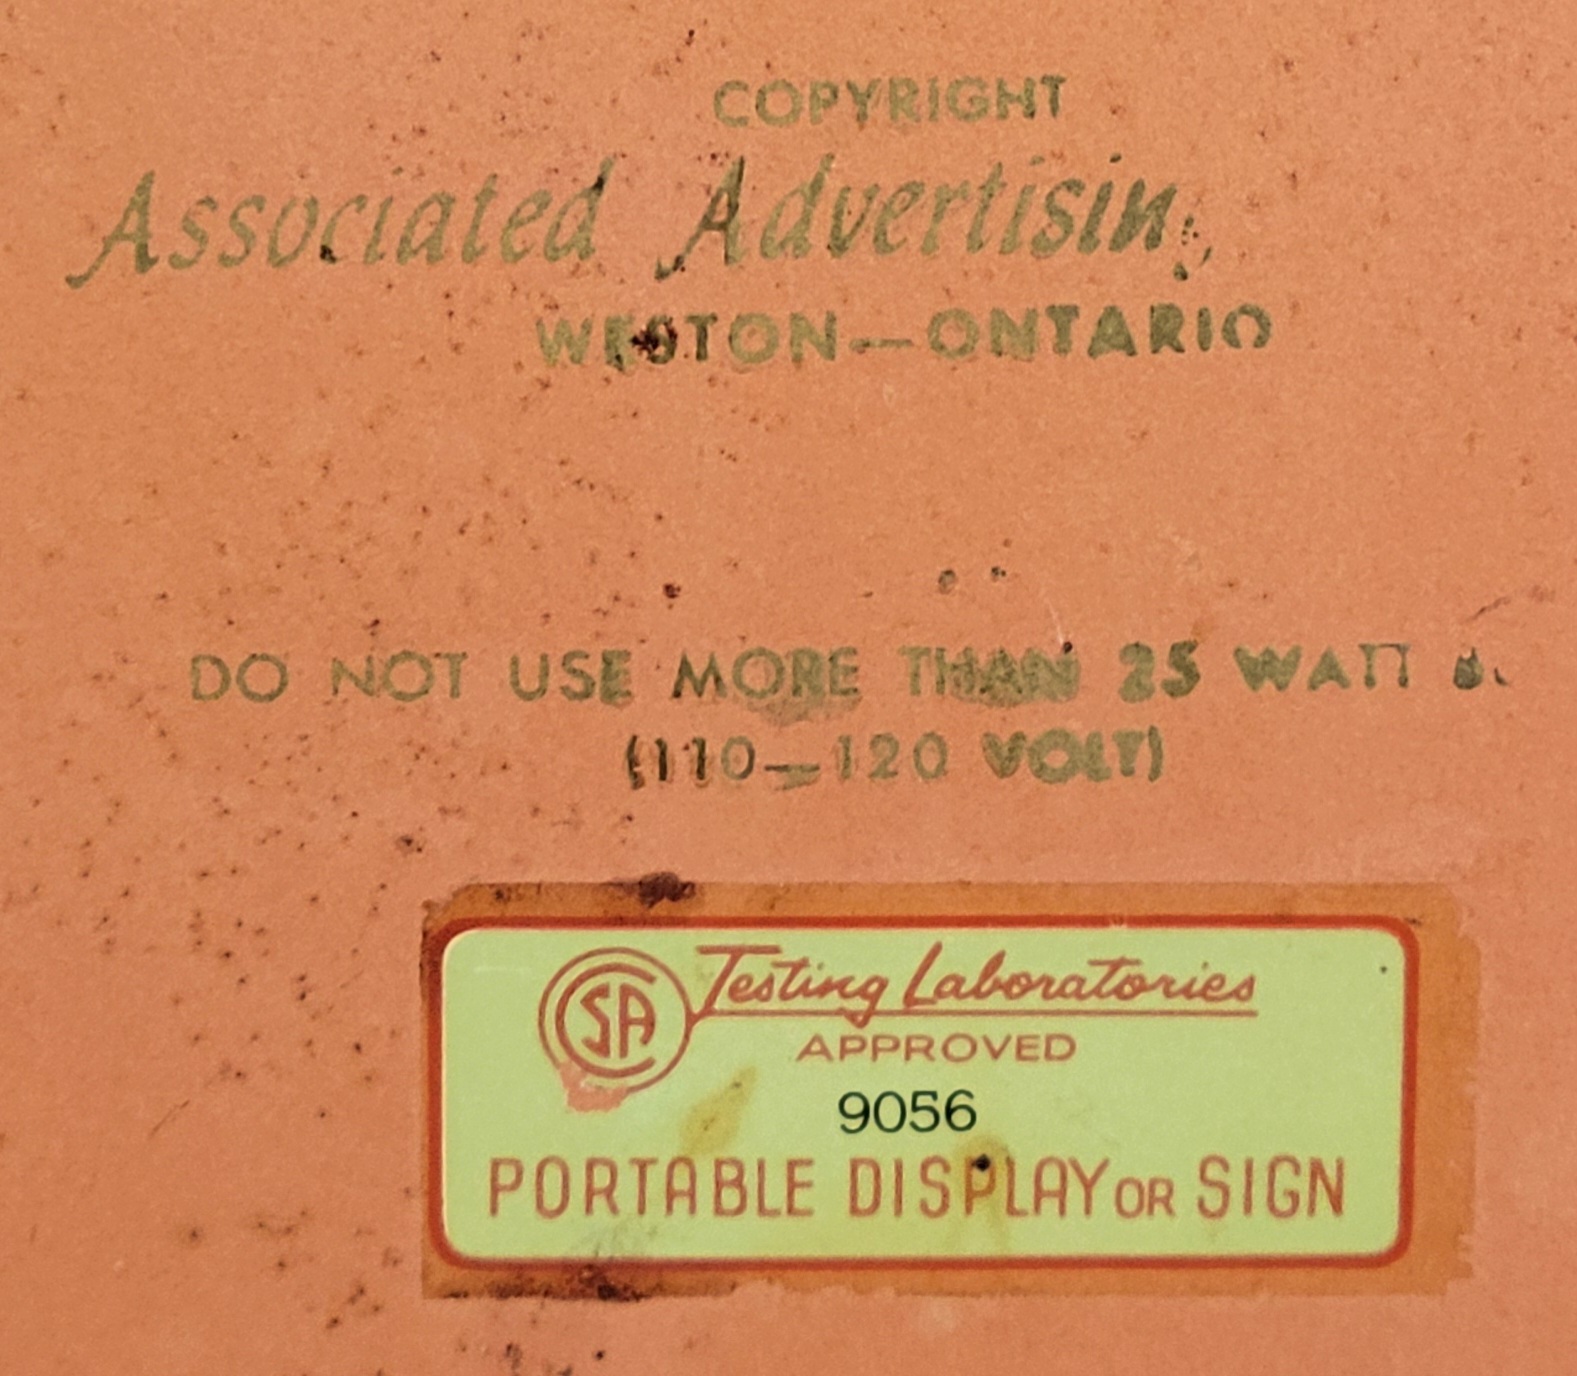 COPYRIGHT
Associated Advertisin
WESTON—ONTARIO
DO NOT USE MORE THAN 25 WATT
(110—120 VOLT)
CSA Testing Laboratories
APPROVED
9056
PORTABLE DISPLAY OR SIGN